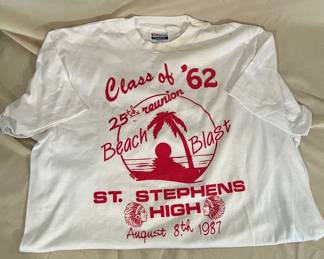 Class of '62
25th reunion
Beach Blast
ST. STEPHENS
HIGH
August 8th 1987